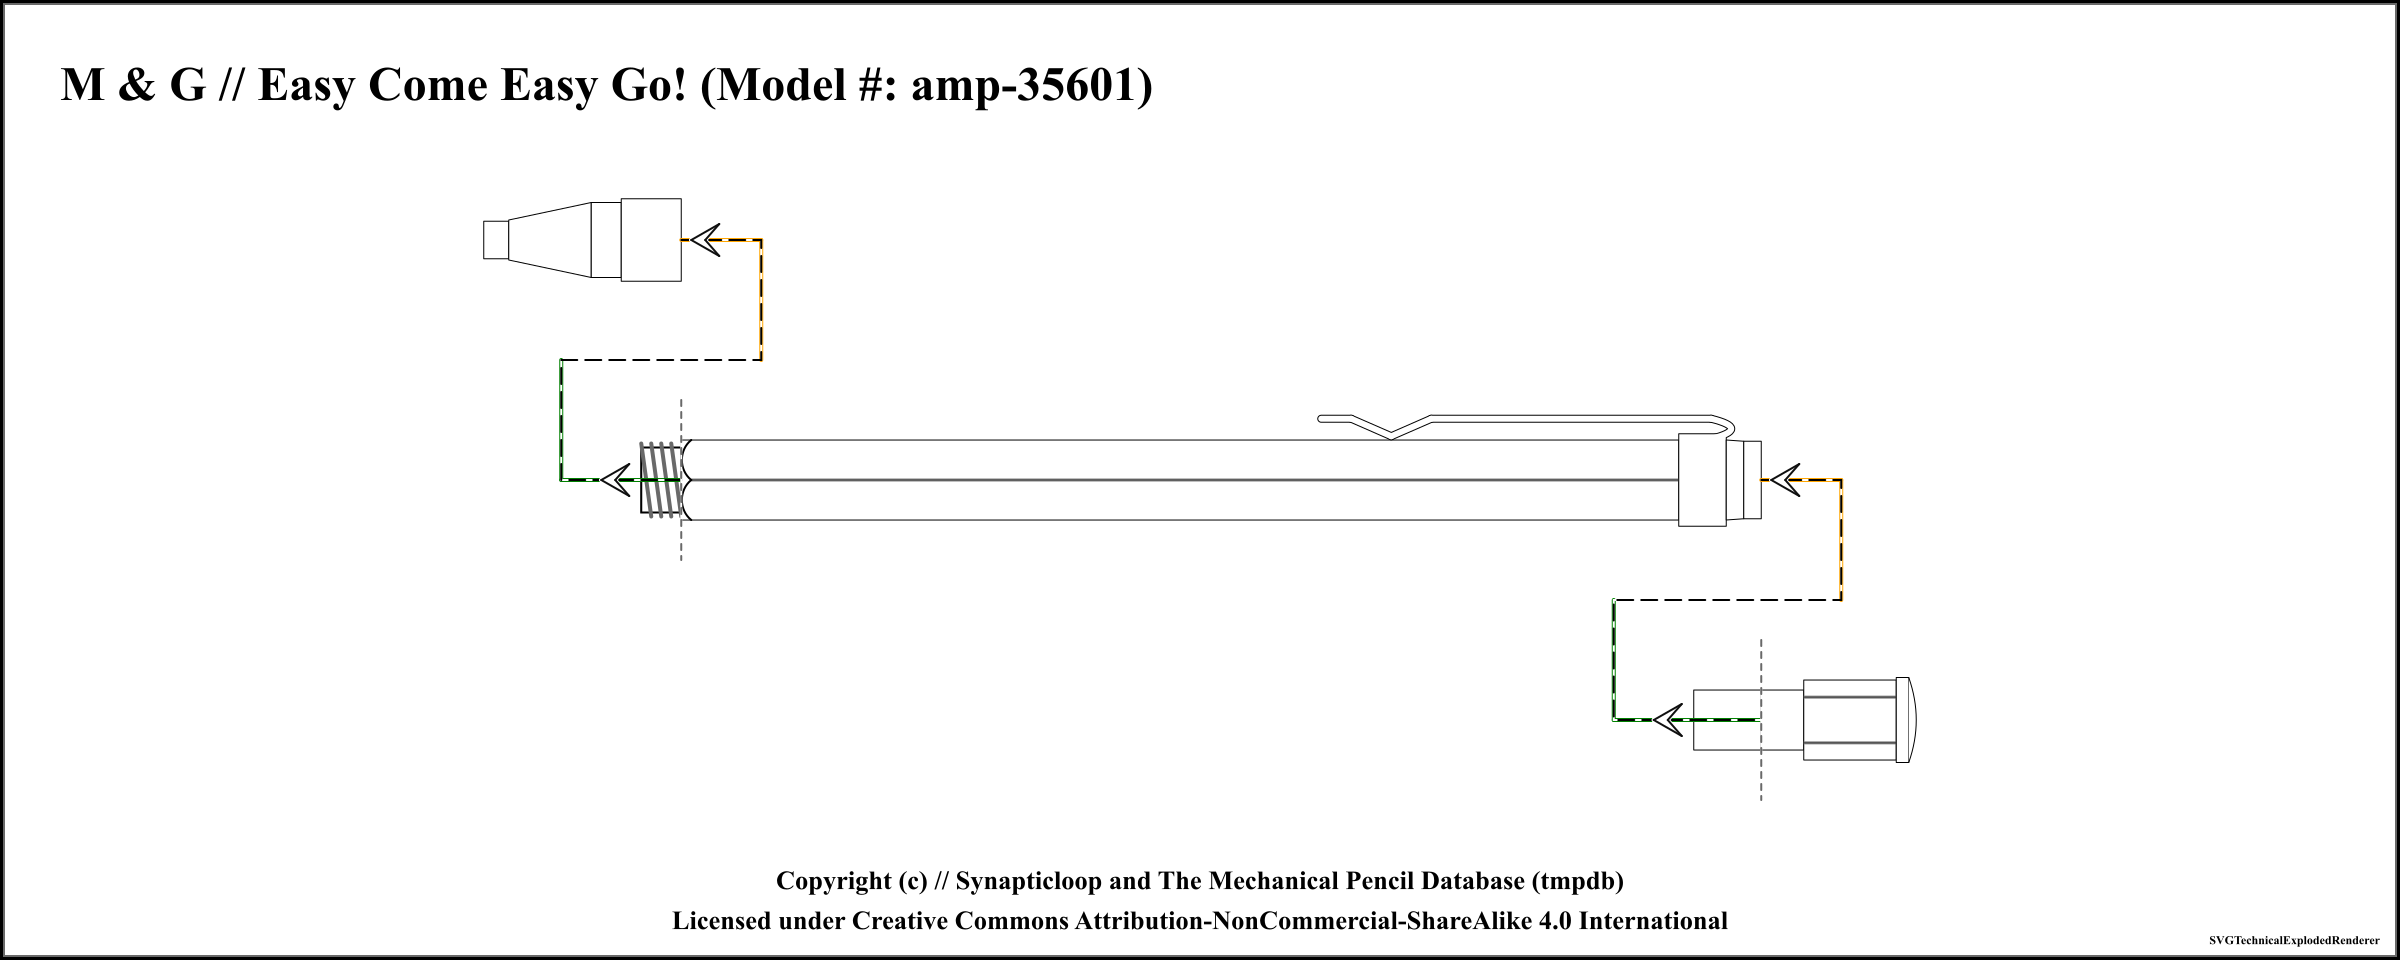 M & G // Easy Come Easy Go! (Model #: amp-35601)
Copyright (c) // Synapticloop and The Mechanical Pencil Database (tmpdb)
Licensed under Creative Commons Attribution-NonCommercial-ShareAlike 4.0 International
SVGTechnicalExplodedRenderer